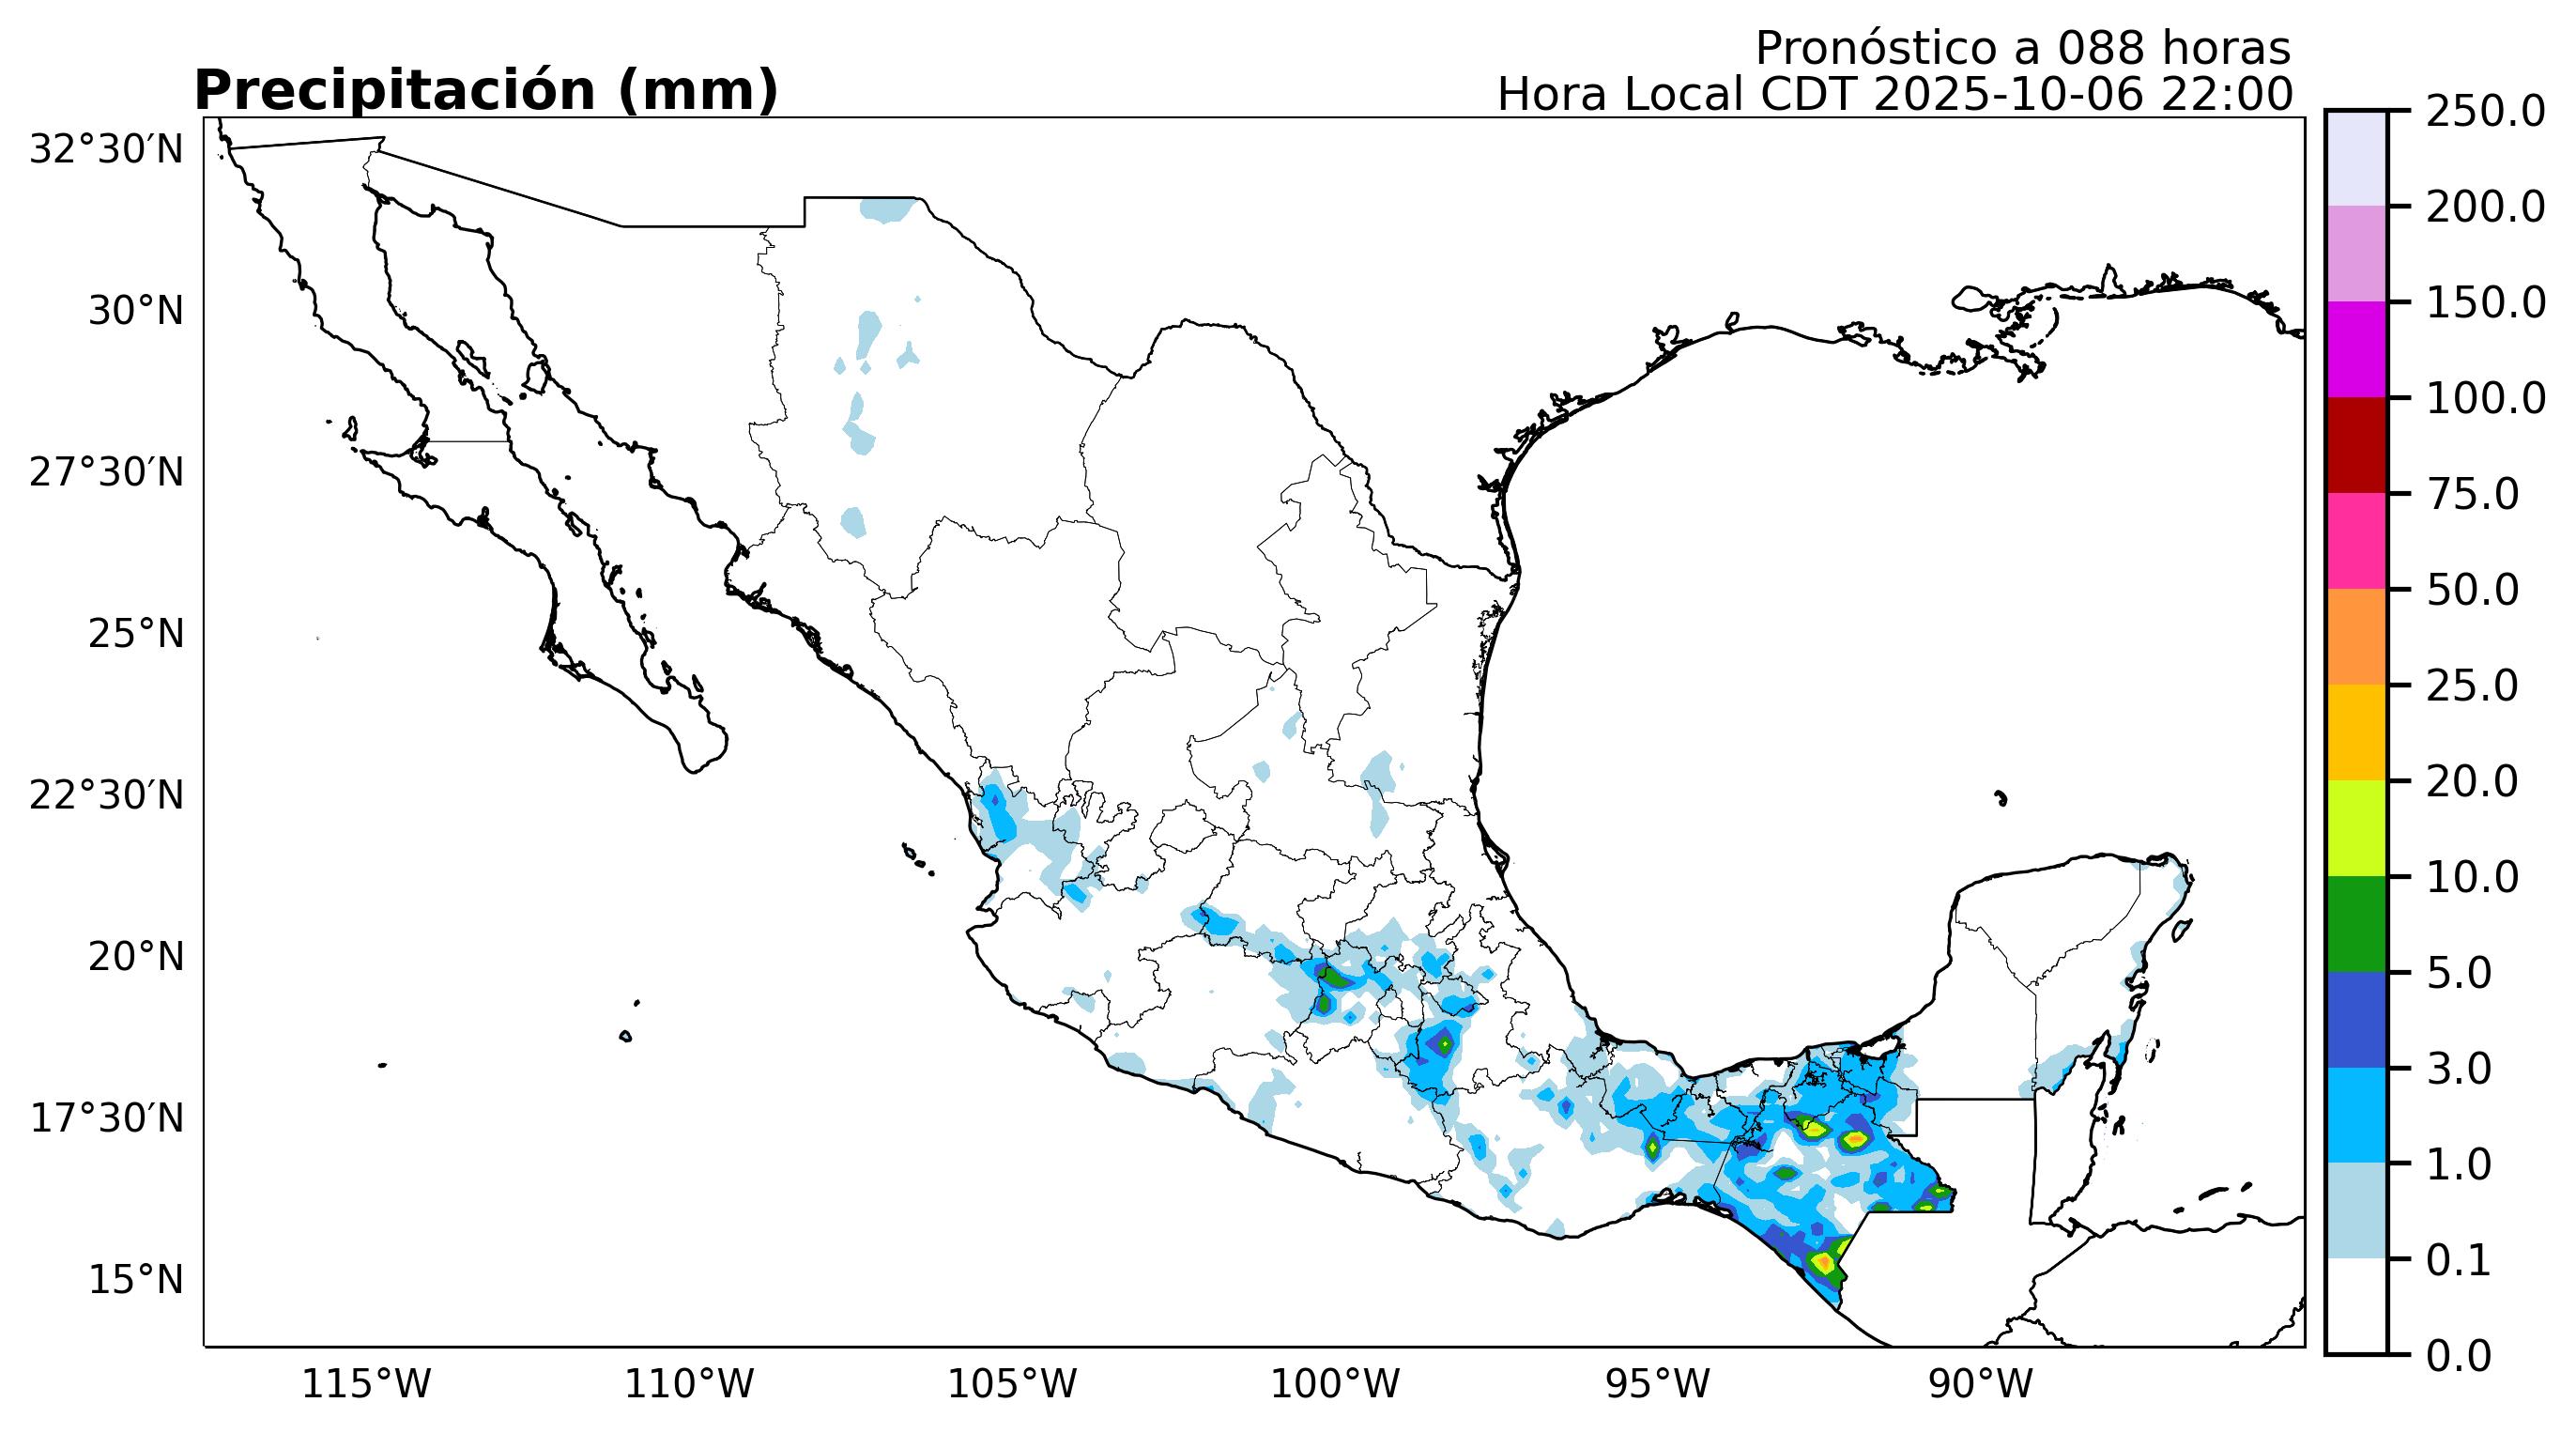 Pronóstico a 088 horas
Precipitación (mm)
Hora Local CDT 2025-10-06 22:00
32°30′N
30°N
27°30′N
25°N
22°30′N
20°N
17°30′N
15°N
115°W
110°W
105°W
100°W
95°W
90°W
250.0
200.0
150.0
100.0
75.0
50.0
25.0
20.0
10.0
5.0
3.0
1.0
0.1
0.0